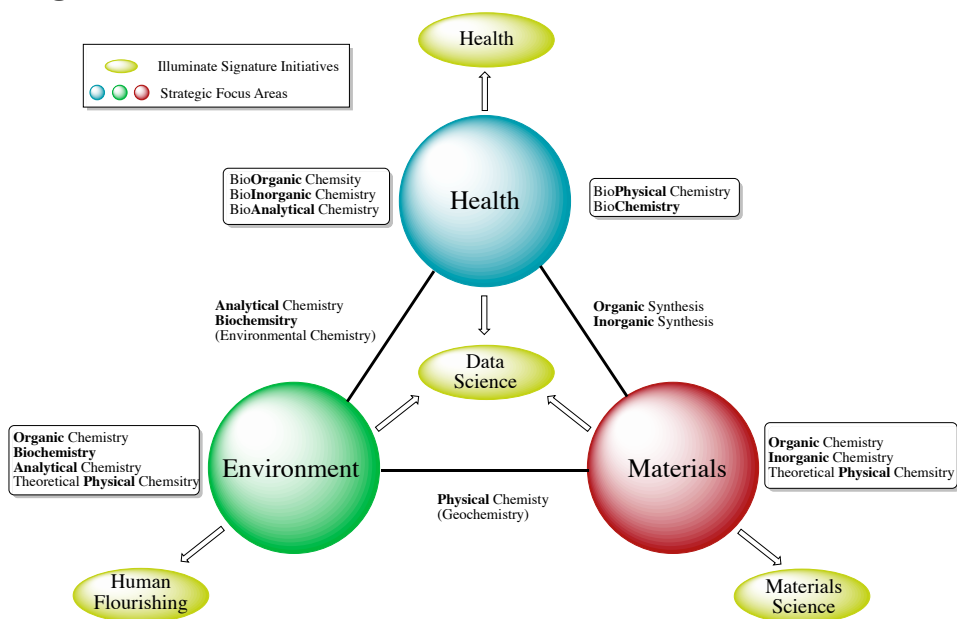 Health
Illuminate Signature Initiatives
Strategic Focus Areas
BioOrganic Chemsity
BioInorganic Chemistry
BioAnalytical Chemistry
Health
BioPhysical Chemistry
BioChemistry
Analytical Chemistry
Biochemsitry
(Environmental Chemistry)
Organic Synthesis
Inorganic Synthesis
Data
Science
Organic Chemistry
Biochemistry
Analytical Chemistry
Theoretical Physical Chemsitry
Environment
Materials
Organic Chemistry
Inorganic Chemistry
Theoretical Physical Chemsitry
Physical Chemisty
(Geochemistry)
Human
Flourishing
Materials
Science